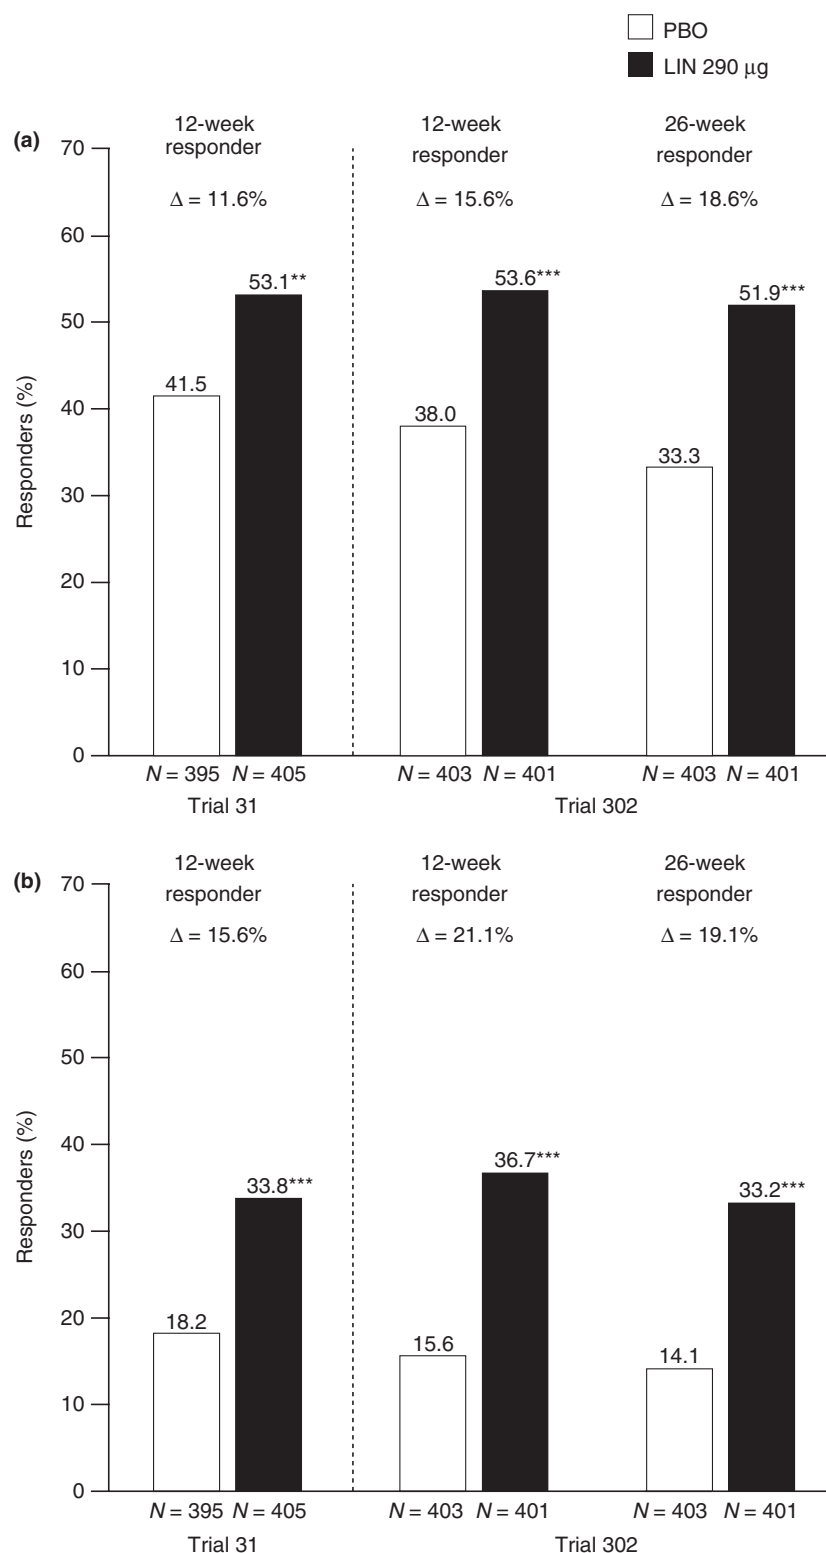 PBO
LIN 290 µg
(a)
12-week
responder
12-week
responder
26-week
responder
Δ = 11.6%
Δ = 15.6%
Δ = 18.6%
70
60
50
40
30
20
10
0
Responders (%)
41.5
53.1**
38.0
53.6***
33.3
51.9***
N = 395 N = 405
N = 403 N = 401
N = 403 N = 401
Trial 31
Trial 302
(b)
12-week
responder
12-week
responder
26-week
responder
Δ = 15.6%
Δ = 21.1%
Δ = 19.1%
70
60
50
40
30
20
10
0
Responders (%)
18.2
33.8***
15.6
36.7***
14.1
33.2***
N = 395 N = 405
N = 403 N = 401
N = 403 N = 401
Trial 31
Trial 302